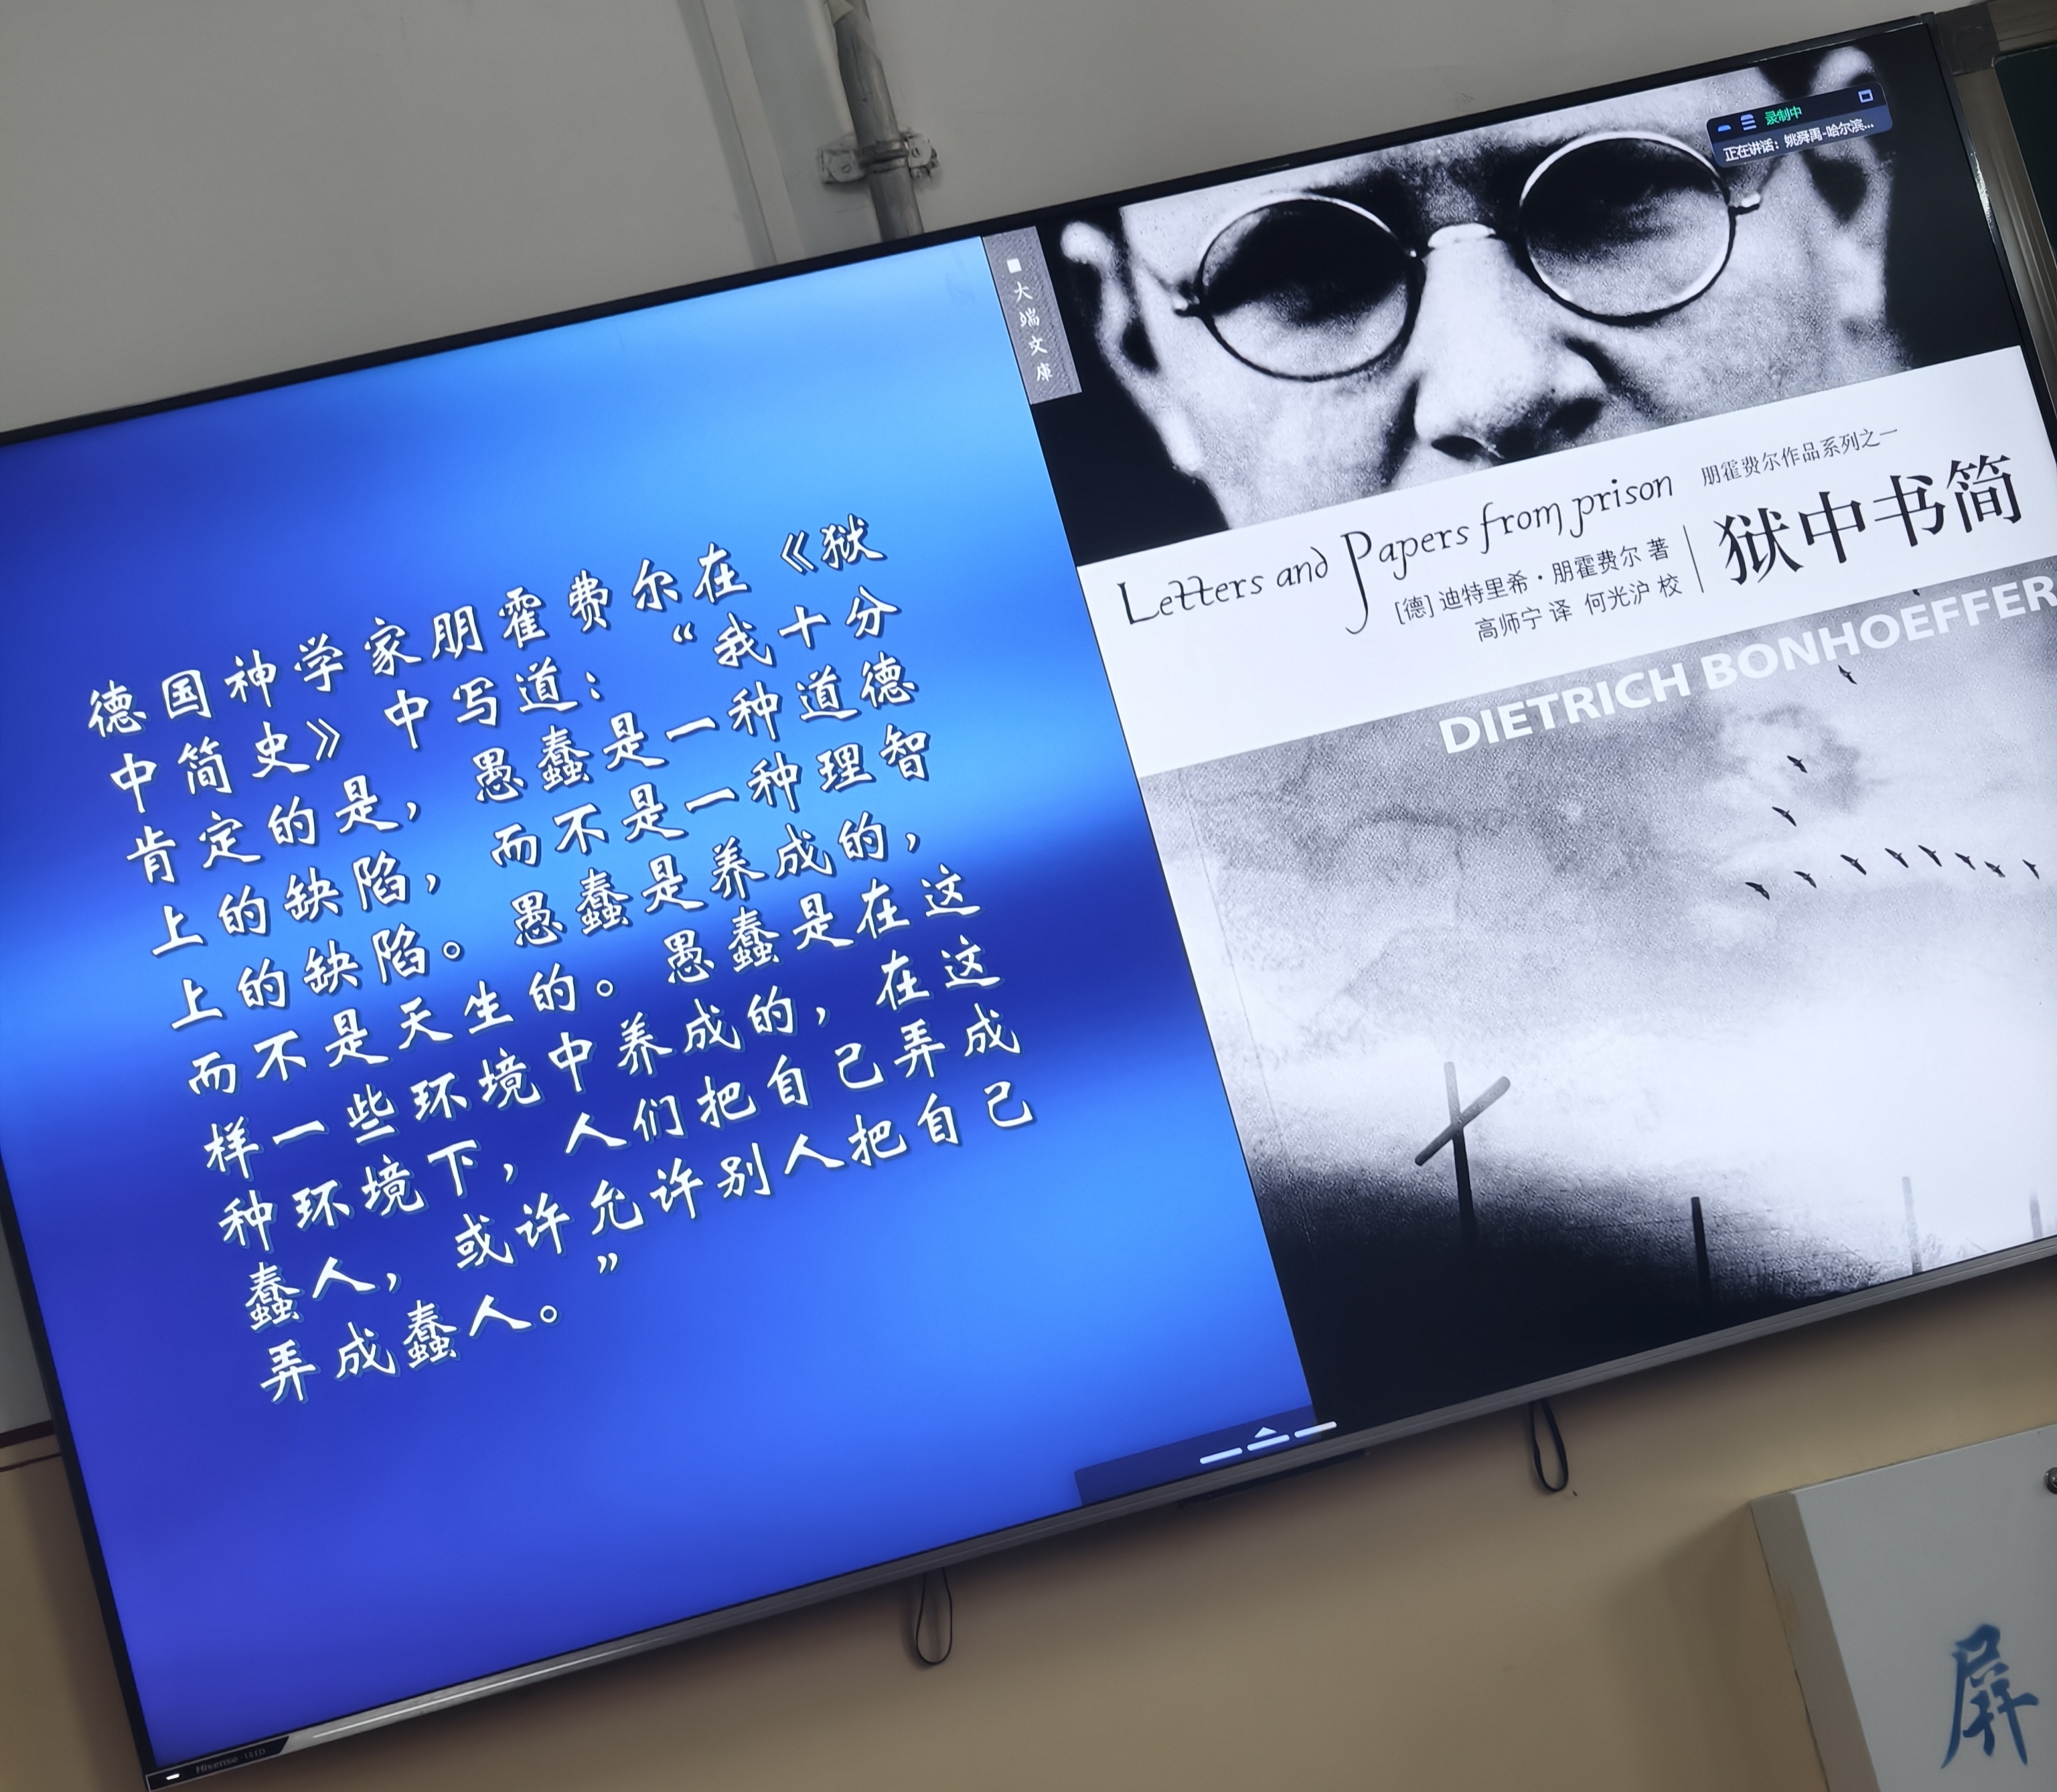 德国神学家朋霍费尔在《狱
中简史》中写道：“我十分
肯定的是，愚蠢是一种道德
上的缺陷，而不是一种理智
上的缺陷。愚蠢是养成的，
而不是天生的。愚蠢是在这
样一些环境中养成的，在这
种环境下，人们把自己弄成
蠢人，或许允许别人把自己
弄成蠢人。”
大端文库
录制中
正在讲话：姚舜禹-哈尔滨...
Letters and Papers from prison
朋霍费尔作品系列之一
[德] 迪特里希·朋霍费尔 著
高师宁 译 何光沪 校
狱中书简
DIETRICH BONHOEFFER
Hisense ULED
屏